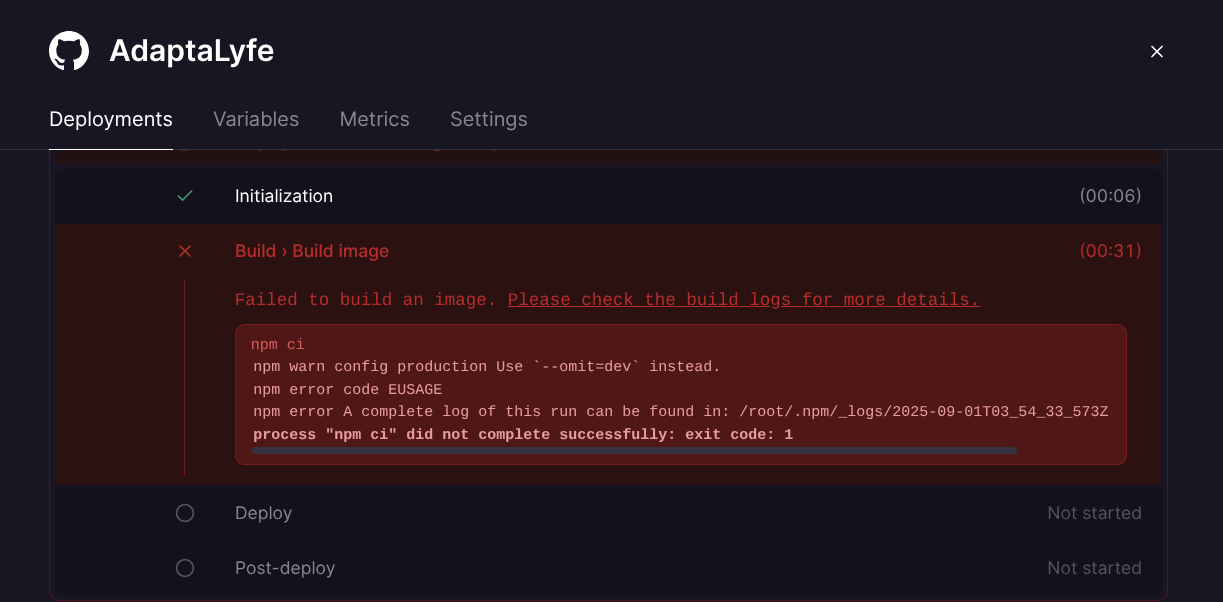 AdaptaLyfe
Deployments Variables Metrics Settings
Initialization (00:06)
Build › Build image (00:31)
Failed to build an image. Please check the build logs for more details.
npm ci
npm warn config production Use `--omit=dev` instead.
npm error code EUSAGE
npm error A complete log of this run can be found in: /root/.npm/_logs/2025-09-01T03_54_33_573Z
process "npm ci" did not complete successfully: exit code: 1
Deploy Not started
Post-deploy Not started